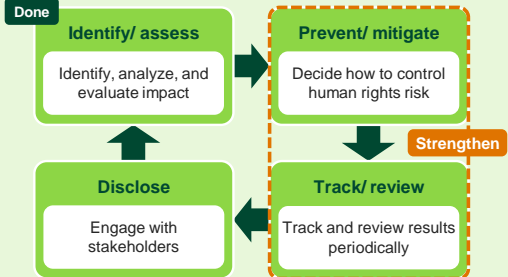 Done
Identify/ assess
Identify, analyze, and
evaluate impact
Prevent/ mitigate
Decide how to control
human rights risk
Strengthen
Disclose
Engage with
stakeholders
Track/ review
Track and review results
periodically